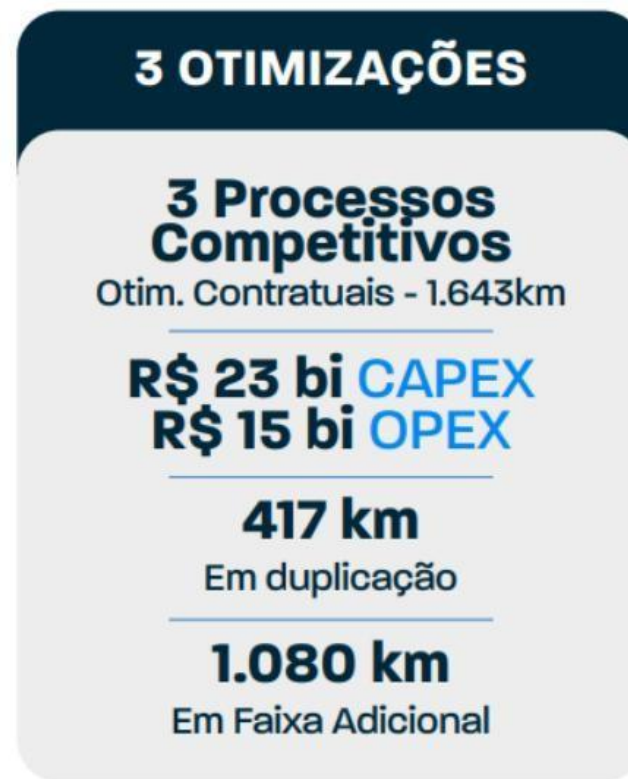 3 OTIMIZAÇÕES
3 Processos
Competitivos
Otim. Contratuais - 1.643km
R$ 23 bi CAPEX
R$ 15 bi OPEX
417 km
Em duplicação
1.080 km
Em Faixa Adicional